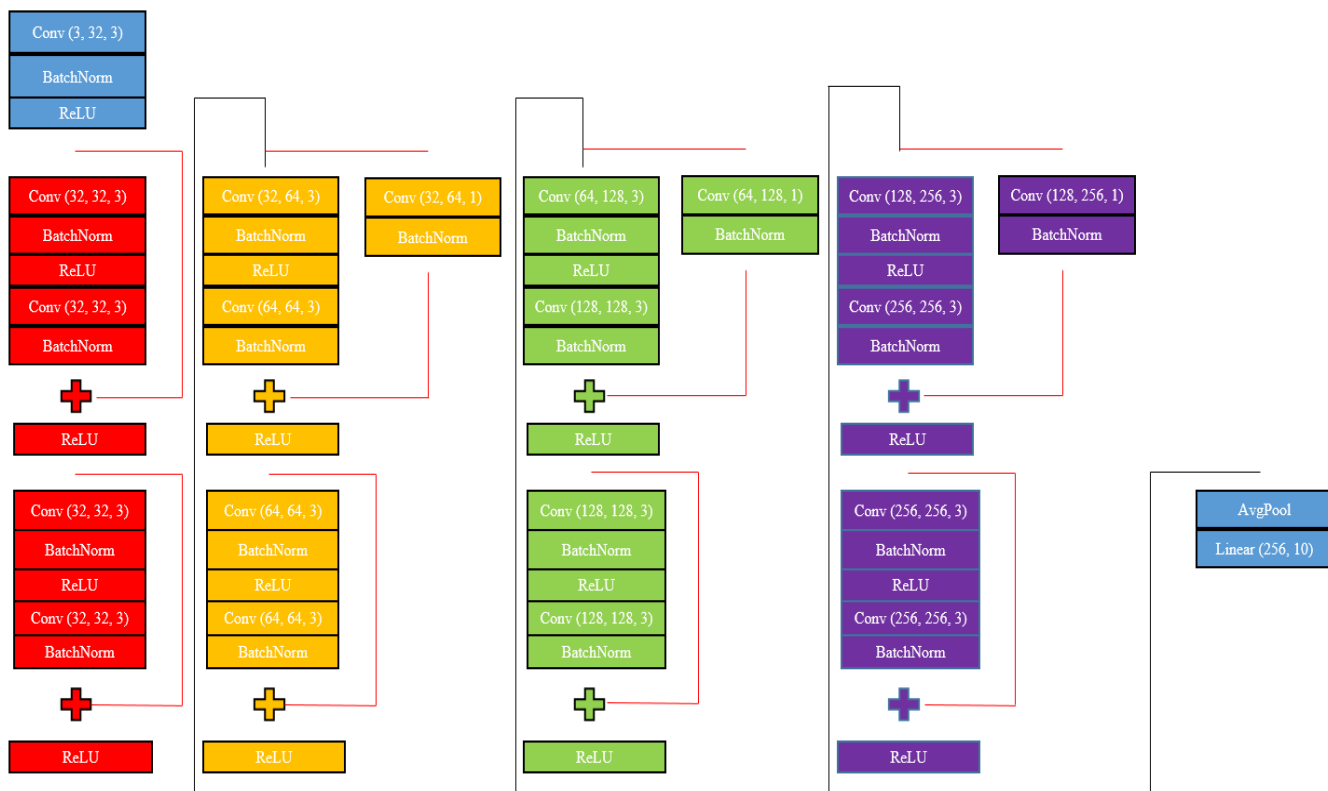 Conv (3, 32, 3)
BatchNorm
ReLU
Conv (32, 32, 3)
BatchNorm
ReLU
Conv (32, 32, 3)
BatchNorm
ReLU
Conv (32, 32, 3)
BatchNorm
ReLU
Conv (32, 32, 3)
BatchNorm
ReLU
Conv (32, 64, 3)
BatchNorm
ReLU
Conv (64, 64, 3)
BatchNorm
ReLU
Conv (32, 64, 1)
BatchNorm
Conv (64, 64, 3)
BatchNorm
ReLU
Conv (64, 64, 3)
BatchNorm
ReLU
Conv (64, 128, 3)
BatchNorm
ReLU
Conv (128, 128, 3)
BatchNorm
ReLU
Conv (64, 128, 1)
BatchNorm
Conv (128, 128, 3)
BatchNorm
ReLU
Conv (128, 128, 3)
BatchNorm
ReLU
Conv (128, 256, 3)
BatchNorm
ReLU
Conv (256, 256, 3)
BatchNorm
ReLU
Conv (128, 256, 1)
BatchNorm
Conv (256, 256, 3)
BatchNorm
ReLU
Conv (256, 256, 3)
BatchNorm
ReLU
AvgPool
Linear (256, 10)